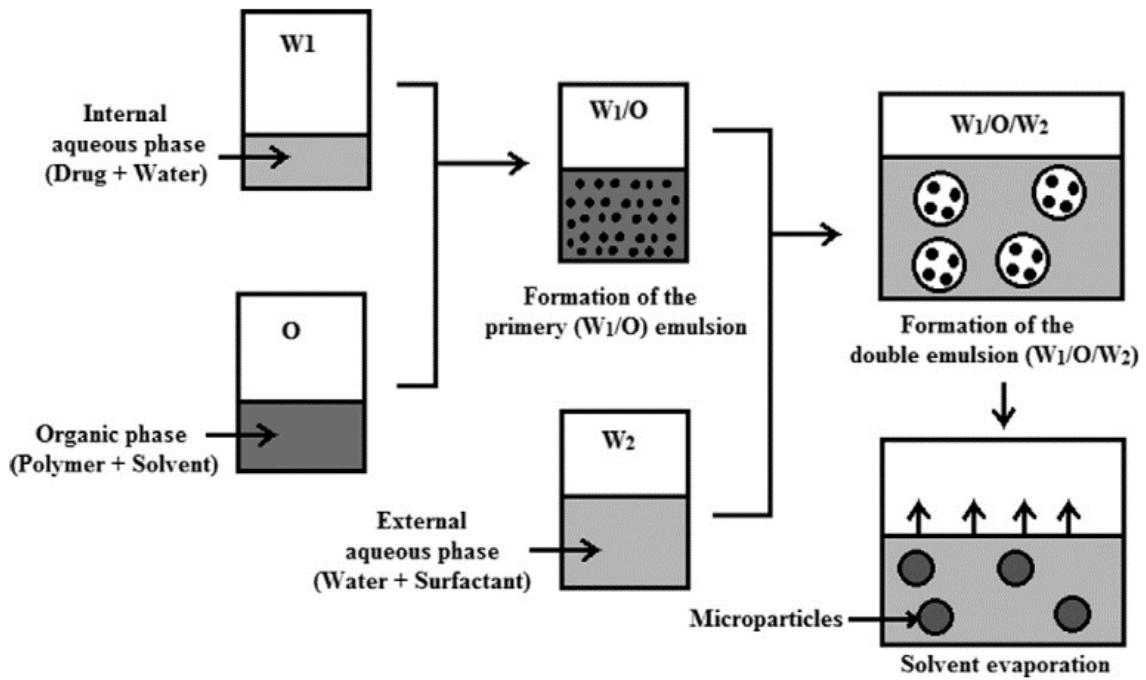 W1
Internal
aqueous phase
(Drug + Water)
O
Organic phase
(Polymer + Solvent)
W1/O
Formation of the
primery (W1/O) emulsion
W2
External
aqueous phase
(Water + Surfactant)
W1/O/W2
Formation of the
double emulsion (W1/O/W2)
Microparticles
Solvent evaporation